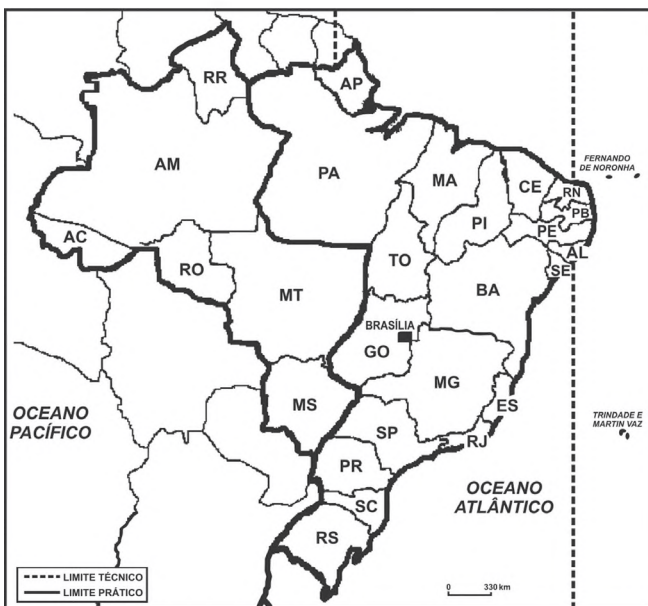 RR
AP
AM
PA
MA
CE
RN
FERNANDO
DE NORONHA
PB
PI
PE
AC
TO
AL
RO
SE
MT
BA
BRASÍLIA
GO
MG
OCEANO
PACÍFICO
MS
ES
SP
RJ
TRINDADE E
MARTIN VAZ
PR
OCEANO
ATLÂNTICO
SC
RS
LIMITE TÉCNICO
LIMITE PRÁTICO
0 330 km